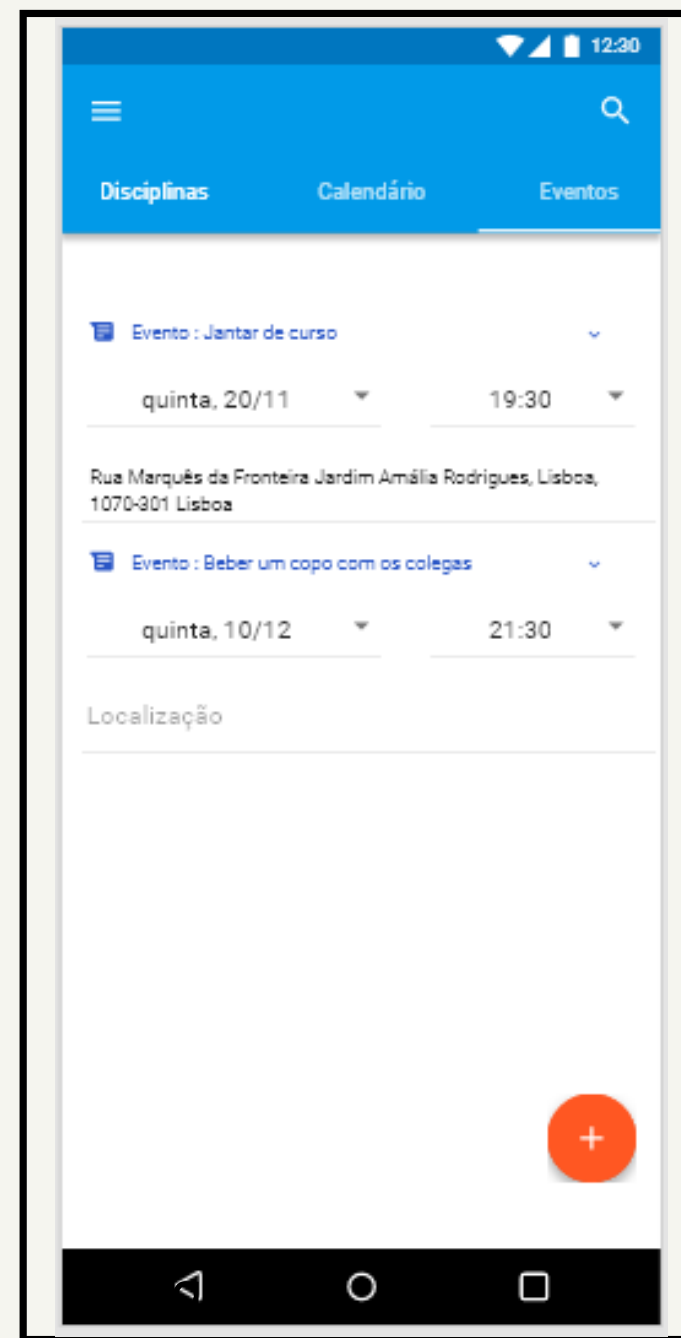 12:30
Disciplinas Calendário Eventos
Evento : Jantar de curso
quinta, 20/11 19:30
Rua Marquês da Fronteira Jardim Amália Rodrigues, Lisboa,
1070-301 Lisboa
Evento : Beber um copo com os colegas
quinta, 10/12 21:30
Localização